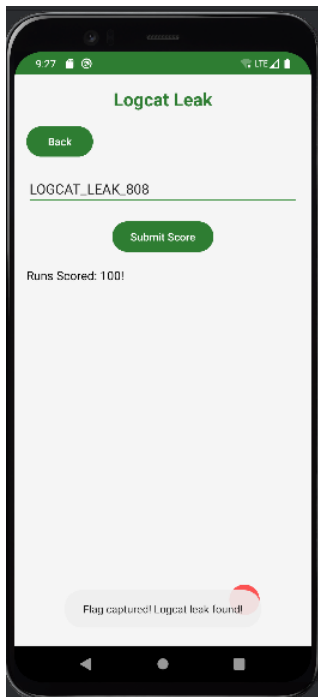 9:27 LTE
Logcat Leak
Back
LOGCAT_LEAK_808
Submit Score
Runs Scored: 100!
Flag captured! Logcat leak found!